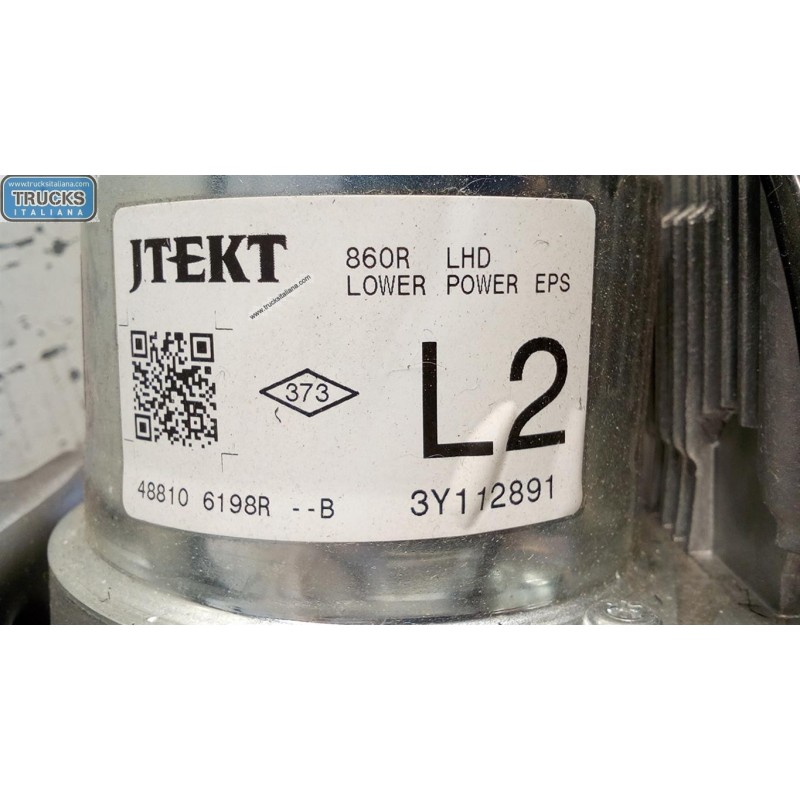 www.trucksitaliana.com
TRUCKS
ITALIANA
JTEKT
860R LHD
LOWER POWER EPS
www.trucksitaliana.com
373
L2
48810 6198R --B
3Y112891